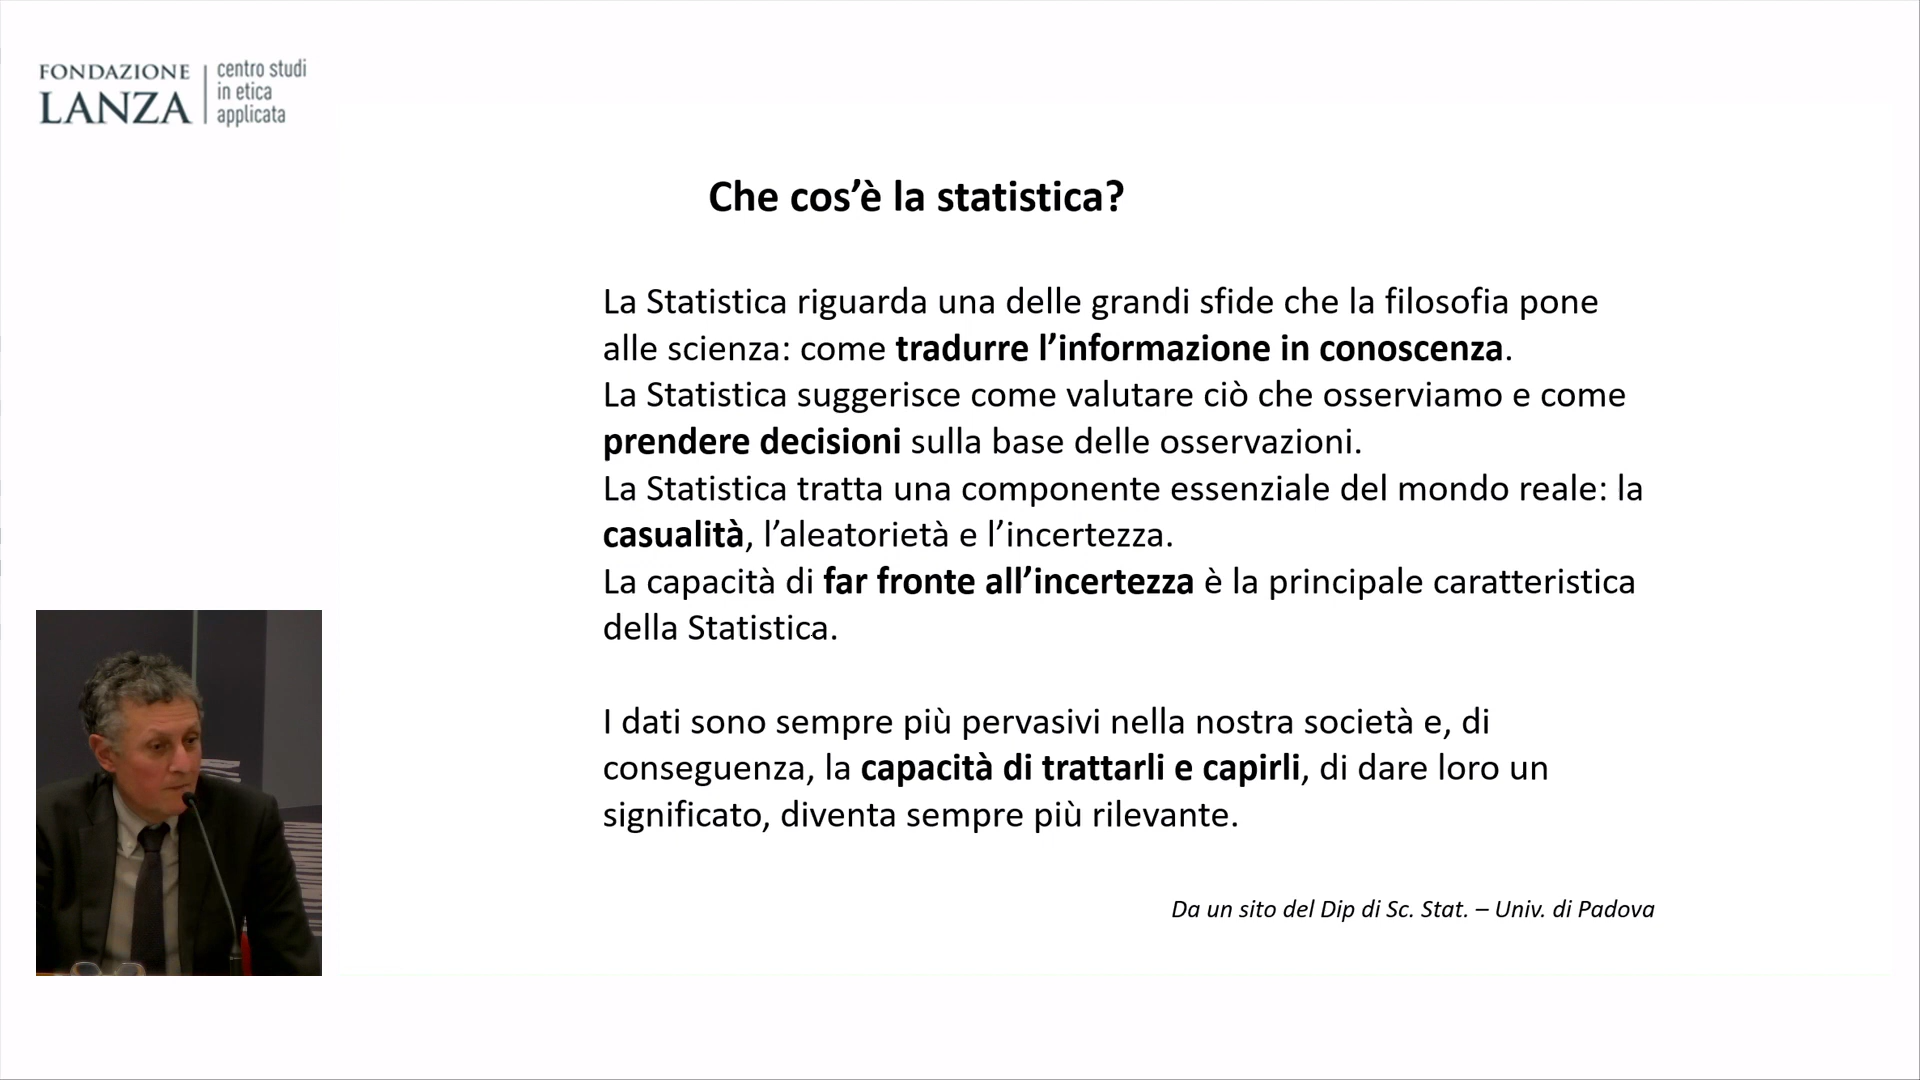 FONDAZIONE
LANZA
centro studi
in etica
applicata
Che cos’è la statistica?
La Statistica riguarda una delle grandi sfide che la filosofia pone
alle scienza: come tradurre l’informazione in conoscenza.
La Statistica suggerisce come valutare ciò che osserviamo e come
prendere decisioni sulla base delle osservazioni.
La Statistica tratta una componente essenziale del mondo reale: la
casualità, l’aleatorietà e l’incertezza.
La capacità di far fronte all’incertezza è la principale caratteristica
della Statistica.
I dati sono sempre più pervasivi nella nostra società e, di
conseguenza, la capacità di trattarli e capirli, di dare loro un
significato, diventa sempre più rilevante.
Da un sito del Dip di Sc. Stat. – Univ. di Padova